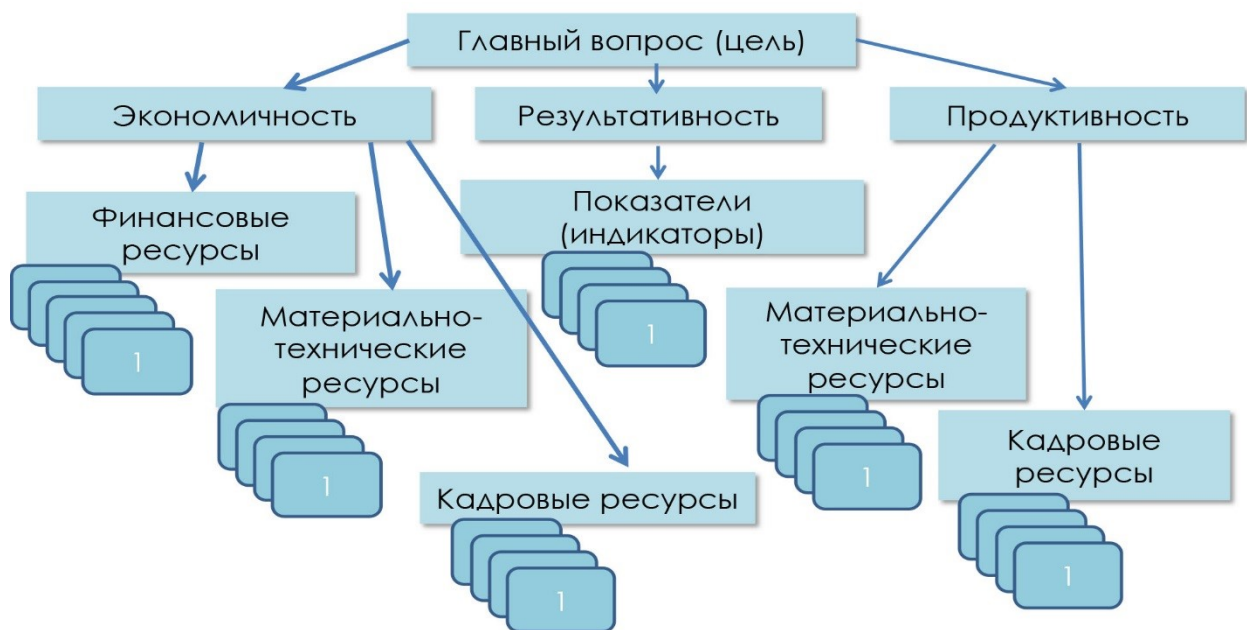 Главный вопрос (цель)
Экономичность
Результативность
Продуктивность
Финансовые
ресурсы
1
Материально-
технические
ресурсы
1
Кадровые ресурсы
1
Показатели
(индикаторы)
1
Материально-
технические
ресурсы
1
Кадровые
ресурсы
1